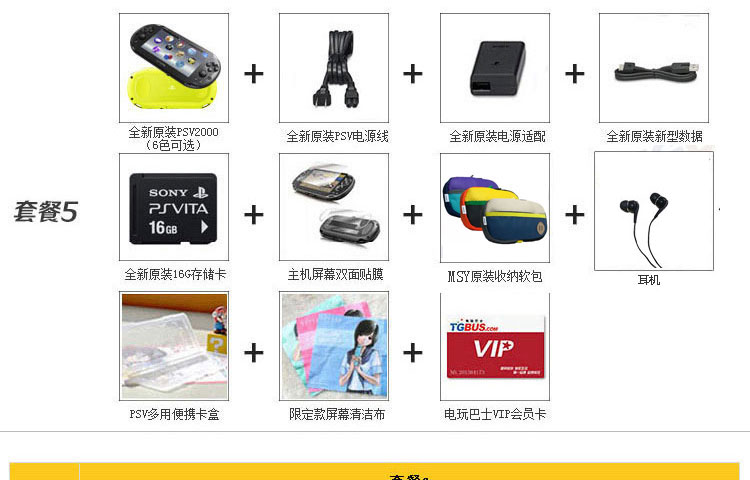 全新原装PSV2000
（6色可选）
全新原装PSV电源线
全新原装电源适配
全新原装新型数据
套餐5
SONY
PSVITA
16GB
全新原装16G存储卡
主机屏幕双面贴膜
MSY原装收纳软包
耳机
TGBUS.COM
VIP
PSV多用便携卡盒
限定款屏幕清洁布
电玩巴士VIP会员卡